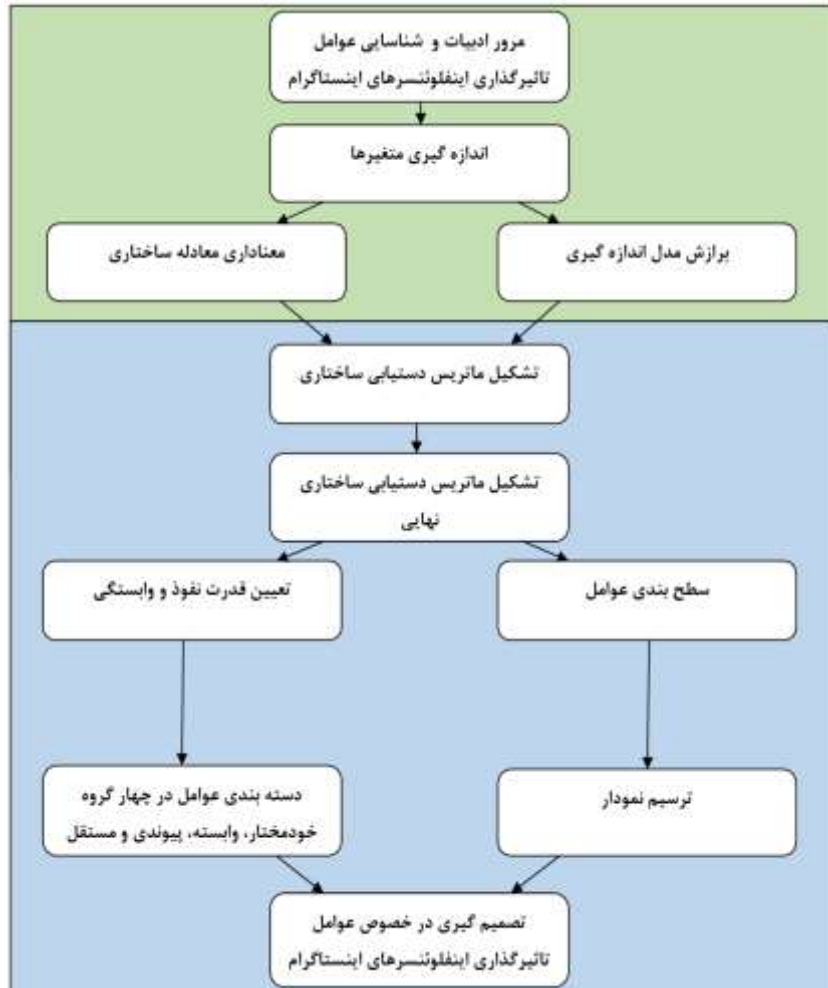 مرور ادبیات و شناسایی عوامل
تاثیرگذاری اینفلوئنسرهای اینستاگرام
اندازه گیری متغیرها
برازش مدل اندازه گیری
معناداری معادله ساختاری
تشکیل ماتریس دستیابی ساختاری
تشکیل ماتریس دستیابی ساختاری
نهایی
سطح بندی عوامل
تعیین قدرت نفوذ و وابستگی
ترسیم نمودار
دسته بندی عوامل در چهار گروه
خودمختار، وابسته، پیوندی و مستقل
تصمیم گیری در خصوص عوامل
تاثیرگذاری اینفلوئنسرهای اینستاگرام